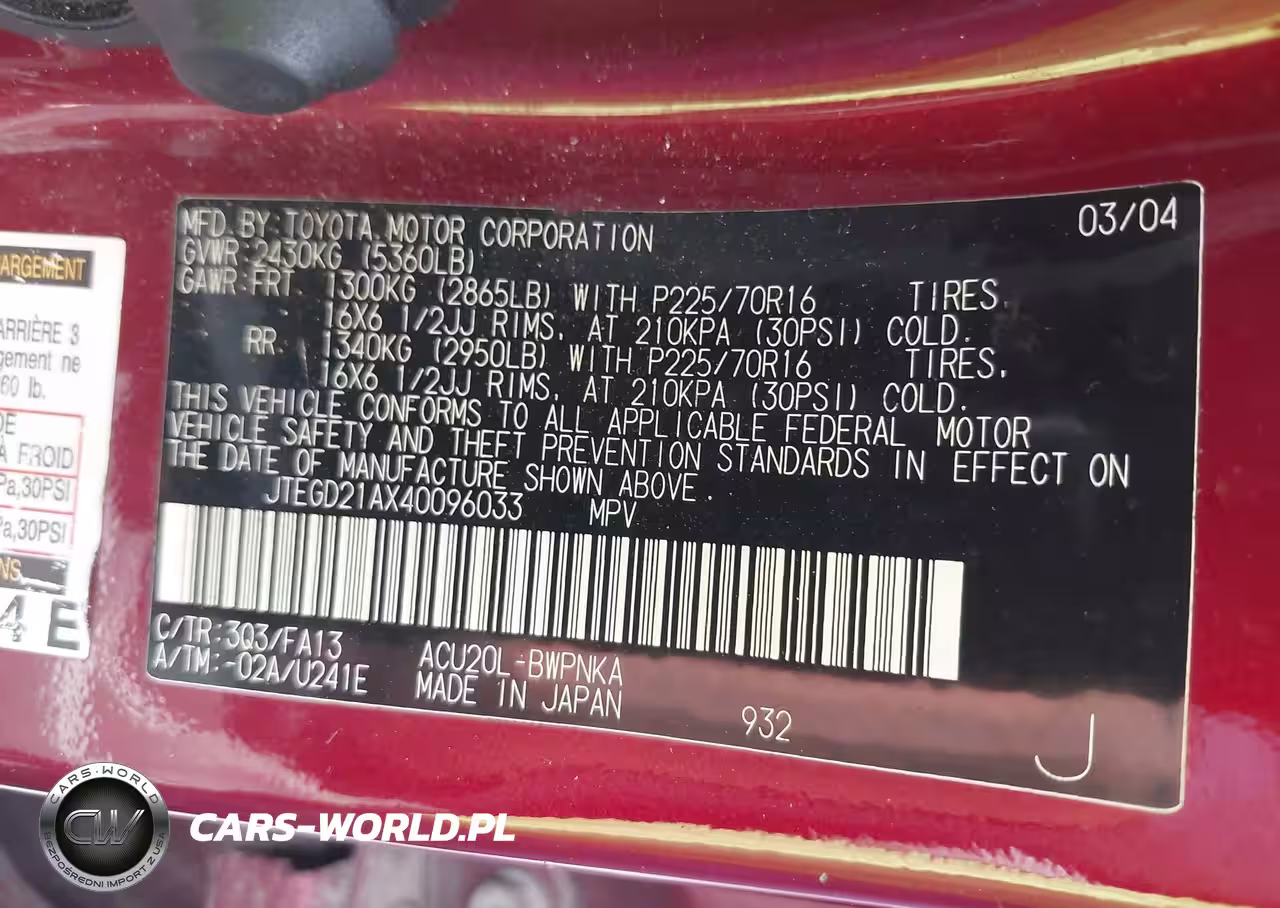 MFD.BY:TOYOTA MOTOR CORPORATION 03/04
GVWR:2430KG (5360LB)
GAWR:FRT. 1300KG (2865LB) WITH P225/70R16 TIRES,
16X6 1/2JJ RIMS, AT 210KPA (30PSI) COLD.
RR. 1340KG (2950LB) WITH P225/70R16 TIRES,
16X6 1/2JJ RIMS, AT 210KPA (30PSI) COLD.
THIS VEHICLE CONFORMS TO ALL APPLICABLE FEDERAL MOTOR
VEHICLE SAFETY AND THEFT PREVENTION STANDARDS IN EFFECT ON
THE DATE OF MANUFACTURE SHOWN ABOVE.
JTEGD21AX40096033 MPV
C/TR:3Q3/FA13 ACU20L-BWPNKA
A/TM:-02A/U241E MADE IN JAPAN
932
J
ARGEMENT
ARRIÈRE 3
gement ne
60 lb.
DE
À FROID
Pa,30PSI
Pa,30PSI
NS
4 E
CARS-WORLD
CW
BEZPOŚREDNI IMPORT Z USA
CARS-WORLD.PL